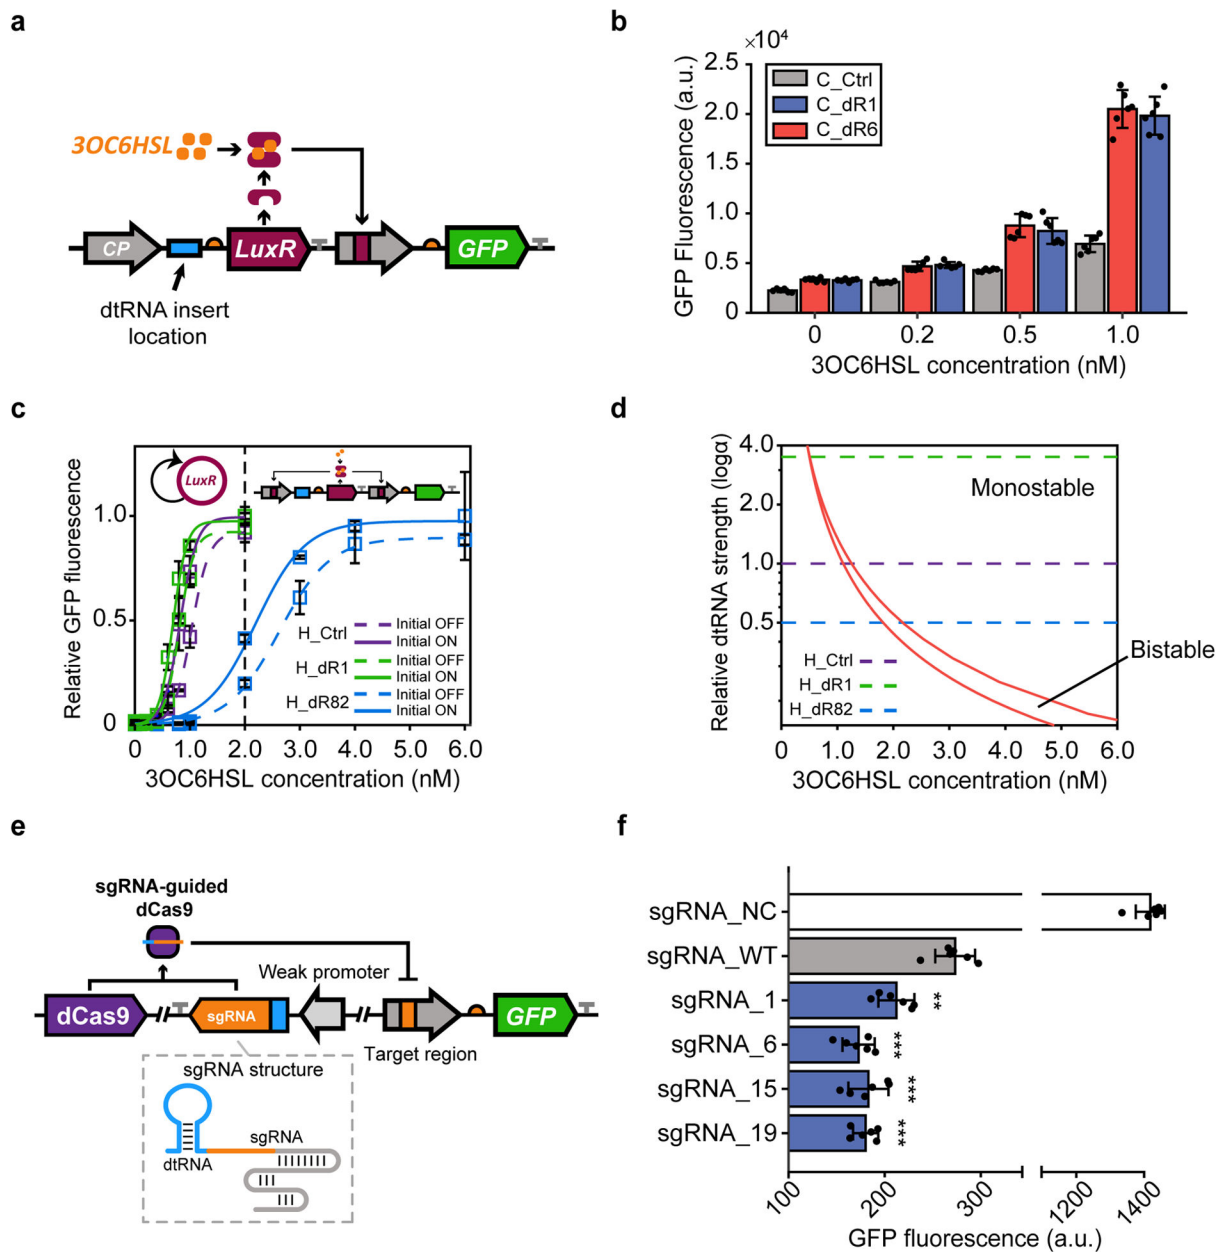 a
3OC6HSL
CP
LuxR
GFP
dtRNA insert
location
b
×10⁴
GFP Fluorescence (a.u.)
2.5
2.0
1.5
1.0
0.5
0
C_Ctrl
C_dR1
C_dR6
0 0.2 0.5 1.0
3OC6HSL concentration (nM)
c
Relative GFP fluorescence
1.0
0.5
0
LuxR
H_Ctrl
Initial OFF
Initial ON
H_dR1
Initial OFF
Initial ON
H_dR82
Initial OFF
Initial ON
0 1.0 2.0 3.0 4.0 5.0 6.0
3OC6HSL concentration (nM)
d
Relative dtRNA strength (logα)
4.0
2.0
1.0
0.5
Monostable
Bistable
H_Ctrl
H_dR1
H_dR82
0 1.0 2.0 3.0 4.0 5.0 6.0
3OC6HSL concentration (nM)
e
sgRNA-guided
dCas9
Weak promoter
dCas9
sgRNA
GFP
Target region
sgRNA structure
sgRNA
dtRNA
f
sgRNA_NC
sgRNA_WT
sgRNA_1
**
sgRNA_6
***
sgRNA_15
***
sgRNA_19
***
100 200 300 1200 1400
GFP fluorescence (a.u.)